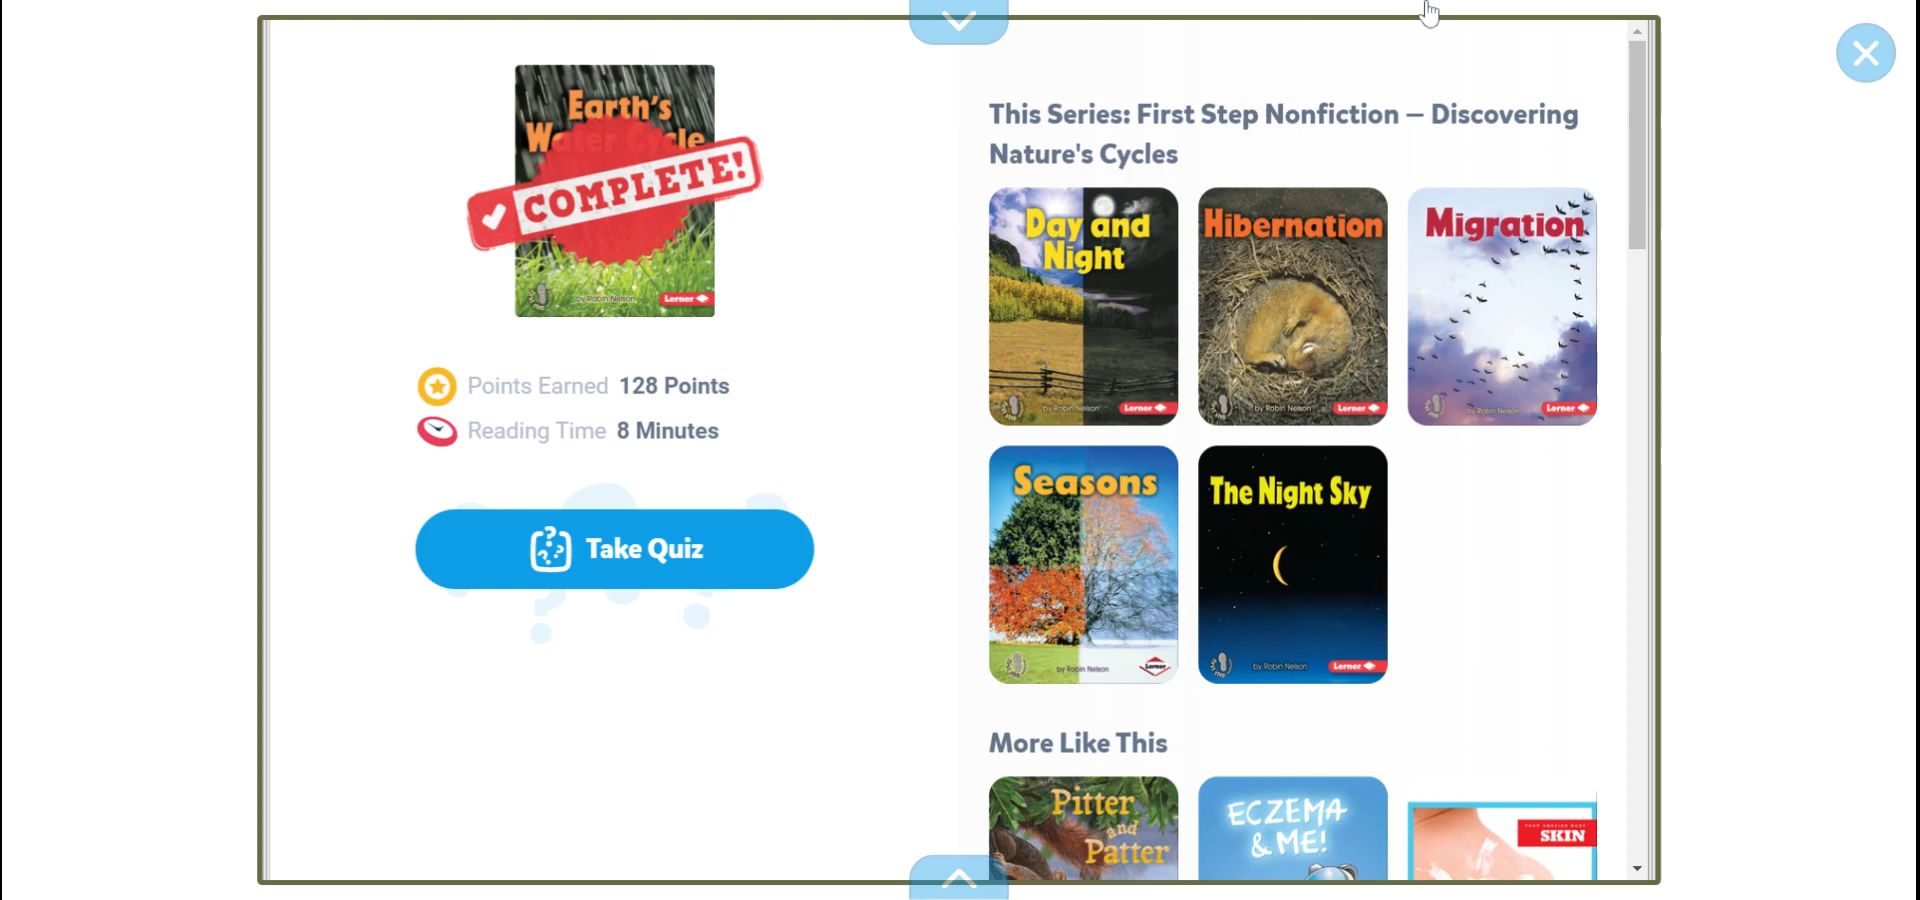 Earth's
Water Cycle
COMPLETE!
by Robin Nelson
Lerner
Points Earned 128 Points
Reading Time 8 Minutes
Take Quiz
This Series: First Step Nonfiction – Discovering
Nature's Cycles
Day and
Night
by Robin Nelson
Lerner
Hibernation
by Robin Nelson
Lerner
Migration
by Robin Nelson
Lerner
Seasons
by Robin Nelson
Lerner
The Night Sky
by Robin Nelson
Lerner
More Like This
Pitter
and
Patter
ECZEMA
& ME!
YOUR AMAZING BODY
SKIN